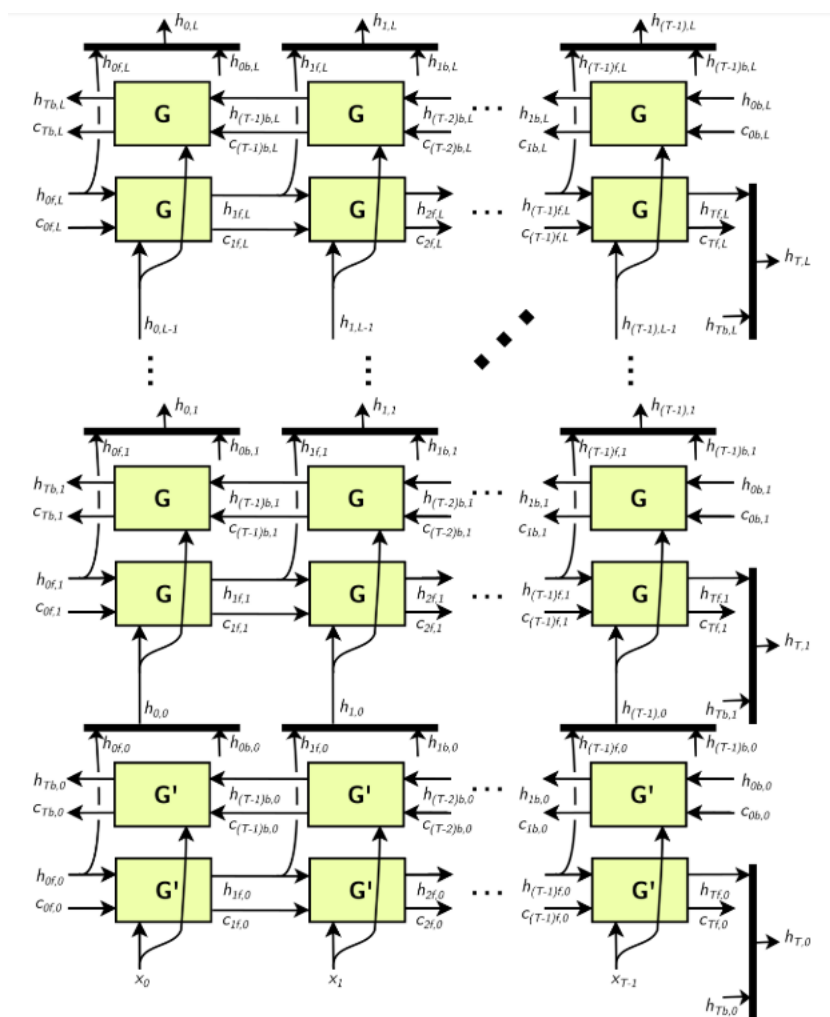 h0,L h1,L h(T-1),L
h0f,L h0b,L h1f,L h1b,L h(T-1)f,L h(T-1)b,L
hTb,L G h(T-1)b,L G h(T-2)b,L ... h1b,L G h0b,L
cTb,L c(T-1)b,L c(T-2)b,L c1b,L c0b,L
h0f,L G h1f,L G h2f,L ... h(T-1)f,L G hTf,L
c0f,L c1f,L c2f,L c(T-1)f,L cTf,L
hT,L
h0,L-1 h1,L-1 h(T-1),L-1 hTb,L
h0,1 h1,1 h(T-1),1
h0f,1 h0b,1 h1f,1 h1b,1 h(T-1)f,1 h(T-1)b,1
hTb,1 G h(T-1)b,1 G h(T-2)b,1 ... h1b,1 G h0b,1
cTb,1 c(T-1)b,1 c(T-2)b,1 c1b,1 c0b,1
h0f,1 G h1f,1 G h2f,1 ... h(T-1)f,1 G hTf,1
c0f,1 c1f,1 c2f,1 c(T-1)f,1 cTf,1
hT,1
h0,0 h1,0 h(T-1),0 hTb,1
h0f,0 h0b,0 h1f,0 h1b,0 h(T-1)f,0 h(T-1)b,0
hTb,0 G' h(T-1)b,0 G' h(T-2)b,0 ... h1b,0 G' h0b,0
cTb,0 c(T-1)b,0 c(T-2)b,0 c1b,0 c0b,0
h0f,0 G' h1f,0 G' h2f,0 ... h(T-1)f,0 G' hTf,0
c0f,0 c1f,0 c2f,0 c(T-1)f,0 cTf,0
hT,0
x0 x1 xT-1
hTb,0